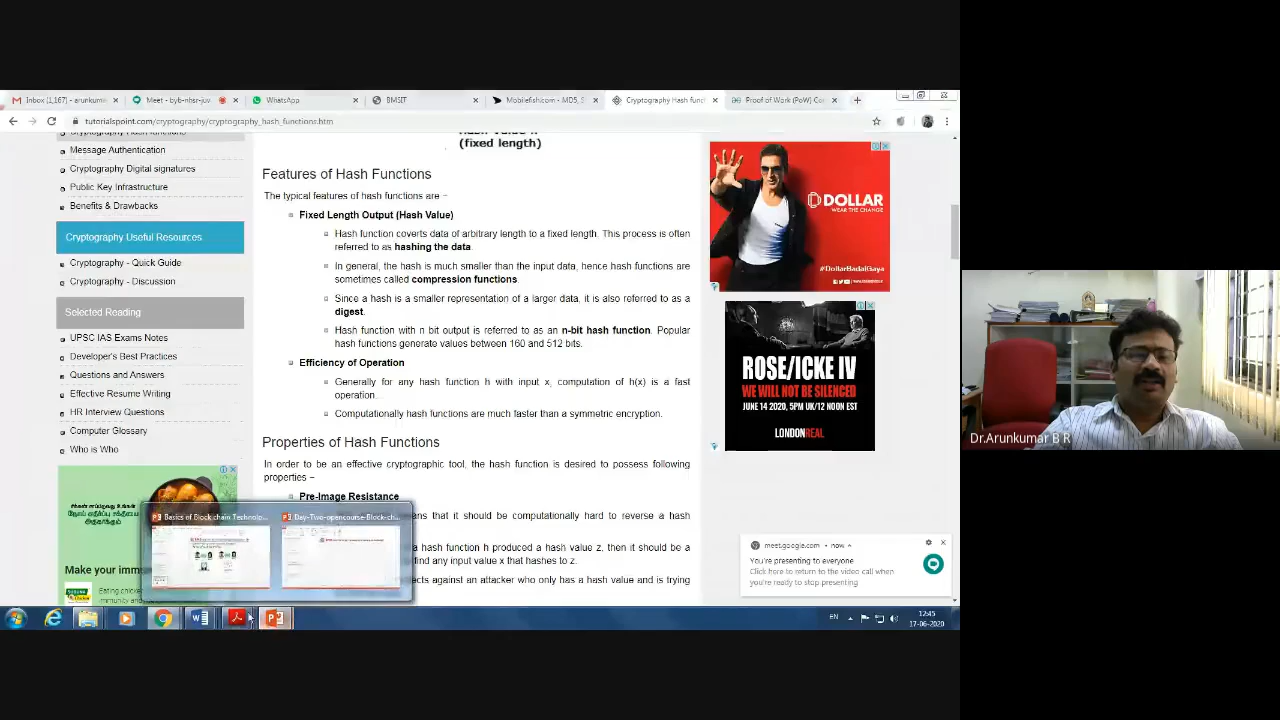 Inbox (1,167) - arunkuma
Meet - byb-nhsr-juv
WhatsApp
BMSIT
Mobilefish.com - MD5, S
Cryptography Hash funct
Proof of Work (PoW) Co
tutorialspoint.com/cryptography/cryptography_hash_functions.htm
Message Authentication
Cryptography Digital signatures
Public Key Infrastructure
Benefits & Drawbacks
Cryptography Useful Resources
Cryptography - Quick Guide
Cryptography - Discussion
Selected Reading
UPSC IAS Exams Notes
Developer's Best Practices
Questions and Answers
Effective Resume Writing
HR Interview Questions
Computer Glossary
Who is Who
Make your imm
(fixed length)
Features of Hash Functions
The typical features of hash functions are −
Fixed Length Output (Hash Value)
Hash function coverts data of arbitrary length to a fixed length. This process is often
referred to as hashing the data.
In general, the hash is much smaller than the input data, hence hash functions are
sometimes called compression functions.
Since a hash is a smaller representation of a larger data, it is also referred to as a
digest.
Hash function with n bit output is referred to as an n-bit hash function. Popular
hash functions generate values between 160 and 512 bits.
Efficiency of Operation
Generally for any hash function h with input x, computation of h(x) is a fast
operation.
Computationally hash functions are much faster than a symmetric encryption.
Properties of Hash Functions
In order to be an effective cryptographic tool, the hash function is desired to possess following
properties −
Pre-Image Resistance
ans that it should be computationally hard to reverse a hash
a hash function h produced a hash value z, then it should be a
find any input value x that hashes to z.
ects against an attacker who only has a hash value and is trying
Basics of Block chain Technolo...
Day-Two-opencourse-Block-ch...
DOLLAR
WEAR THE CHANGE
#DollarBadalGaya
ROSE/ICKE IV
WE WILL NOT BE SILENCED
JUNE 14 2020, 5PM UK/12 NOON EST
LONDONREAL
meet.google.com • now
You're presenting to everyone
Click here to return to the video call when
you're ready to stop presenting
EN
12:45
17-06-2020
Dr.Arunkumar B R